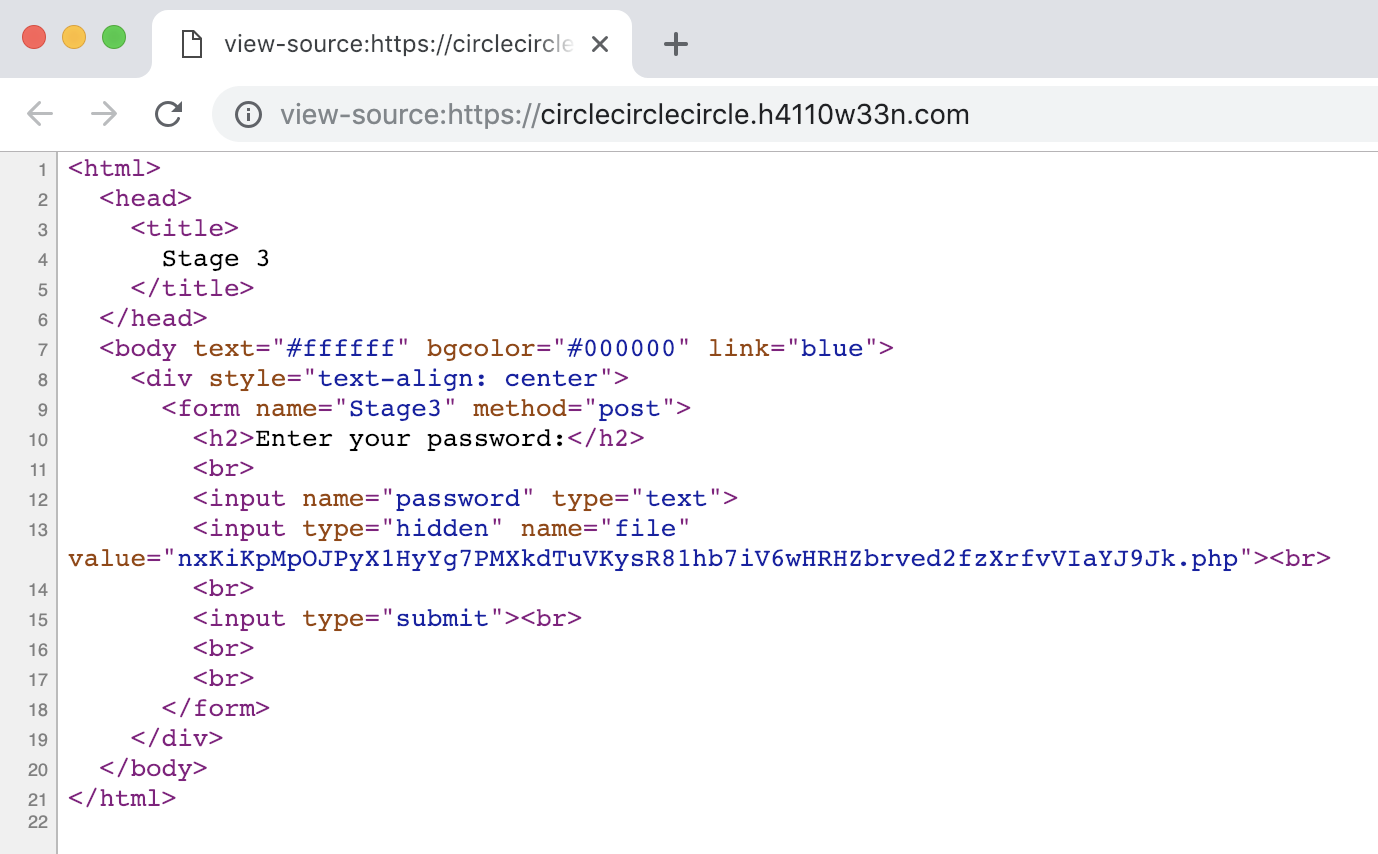 view-source:https://circlecircle
view-source:https://circlecirclecircle.h4110w33n.com
1 <html>
2 <head>
3 <title>
4 Stage 3
5 </title>
6 </head>
7 <body text="#ffffff" bgcolor="#000000" link="blue">
8 <div style="text-align: center">
9 <form name="Stage3" method="post">
10 <h2>Enter your password:</h2>
11 <br>
12 <input name="password" type="text">
13 <input type="hidden" name="file"
value="nxKiKpMpOJPyX1HyYg7PMXkdTuVKysR81hb7iV6wHRHZbrved2fzXrfvVIaYJ9Jk.php"><br>
14 <br>
15 <input type="submit"><br>
16 <br>
17 <br>
18 </form>
19 </div>
20 </body>
21 </html>
22